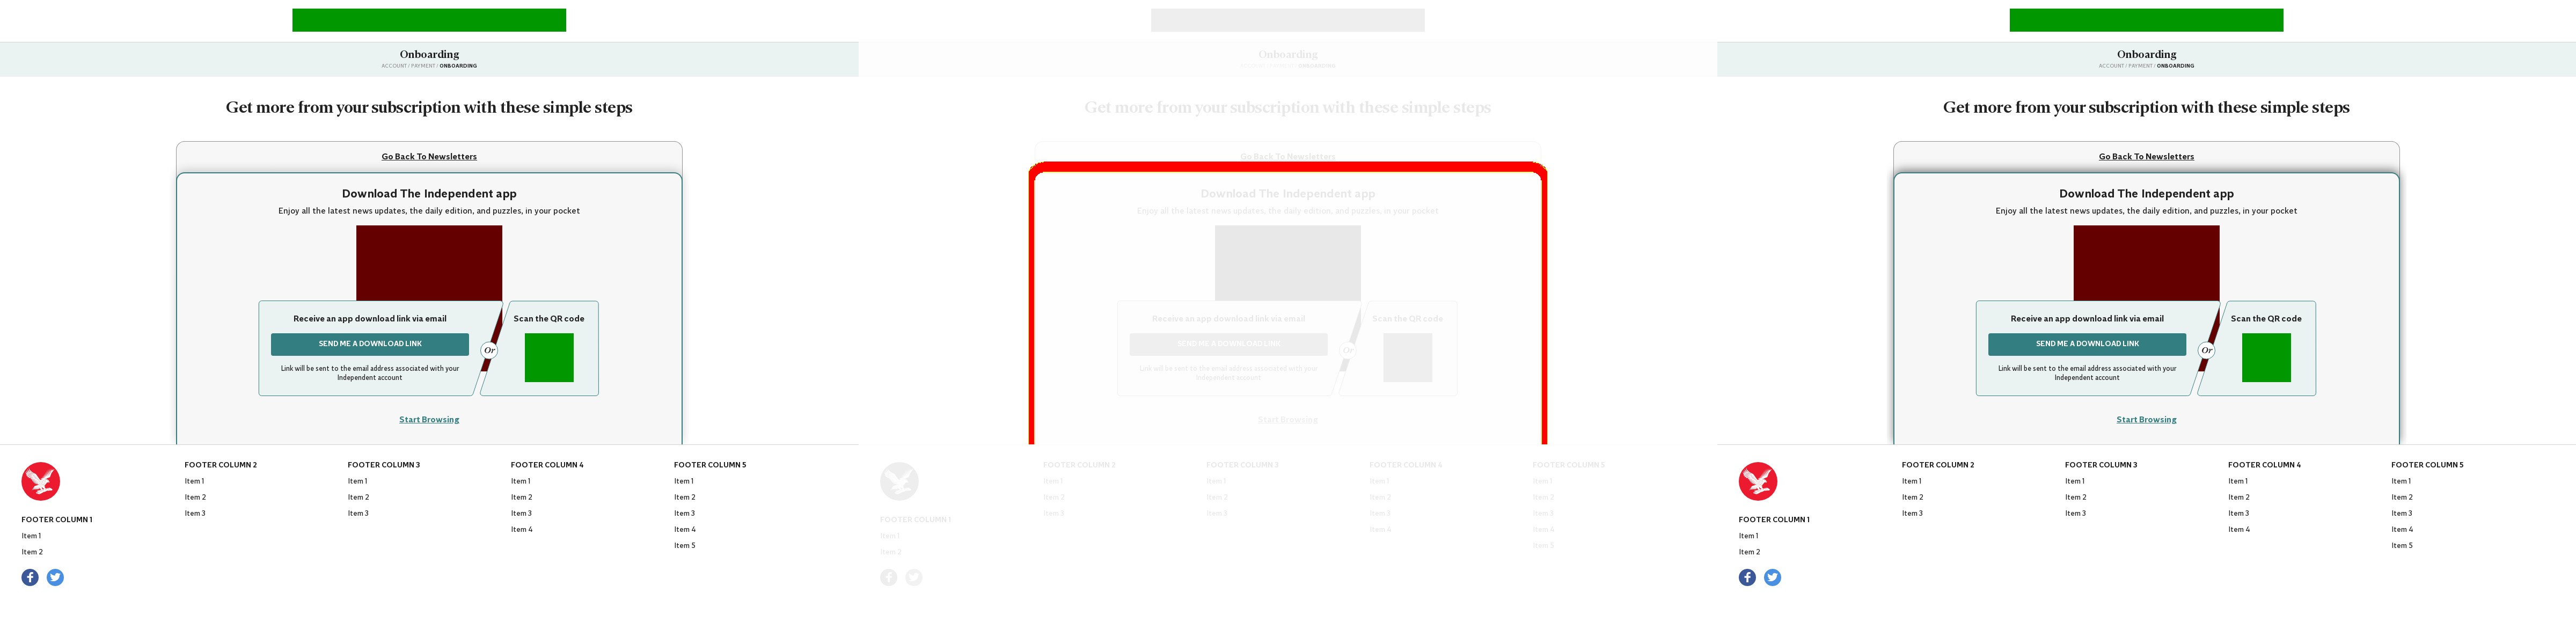 Onboarding
ACCOUNT / PAYMENT / ONBOARDING
Get more from your subscription with these simple steps
Go Back To Newsletters
Download The Independent app
Enjoy all the latest news updates, the daily edition, and puzzles, in your pocket
Receive an app download link via email
SEND ME A DOWNLOAD LINK
Link will be sent to the email address associated with your
Independent account
Or
Scan the QR code
Start Browsing
FOOTER COLUMN 1
Item 1
Item 2
FOOTER COLUMN 2
Item 1
Item 2
Item 3
FOOTER COLUMN 3
Item 1
Item 2
Item 3
FOOTER COLUMN 4
Item 1
Item 2
Item 3
Item 4
FOOTER COLUMN 5
Item 1
Item 2
Item 3
Item 4
Item 5
Onboarding
ONBOARDING
Get more from your subscription with these simple steps
Go Back To Newsletters
Download The Independent app
Enjoy all the latest news updates, the daily edition, and puzzles, in your pocket
Receive an app download link via email
SEND ME A DOWNLOAD LINK
Link will be sent to the email address associated with your
Independent account
Or
Scan the QR code
Start Browsing
FOOTER COLUMN 1
Item 1
Item 2
FOOTER COLUMN 2
Item 1
Item 2
Item 3
FOOTER COLUMN 3
Item 1
Item 2
Item 3
FOOTER COLUMN 4
Item 1
Item 2
Item 3
Item 4
FOOTER COLUMN 5
Item 1
Item 2
Item 3
Item 4
Item 5
Onboarding
ACCOUNT / PAYMENT / ONBOARDING
Get more from your subscription with these simple steps
Go Back To Newsletters
Download The Independent app
Enjoy all the latest news updates, the daily edition, and puzzles, in your pocket
Receive an app download link via email
SEND ME A DOWNLOAD LINK
Link will be sent to the email address associated with your
Independent account
Or
Scan the QR code
Start Browsing
FOOTER COLUMN 1
Item 1
Item 2
FOOTER COLUMN 2
Item 1
Item 2
Item 3
FOOTER COLUMN 3
Item 1
Item 2
Item 3
FOOTER COLUMN 4
Item 1
Item 2
Item 3
Item 4
FOOTER COLUMN 5
Item 1
Item 2
Item 3
Item 4
Item 5